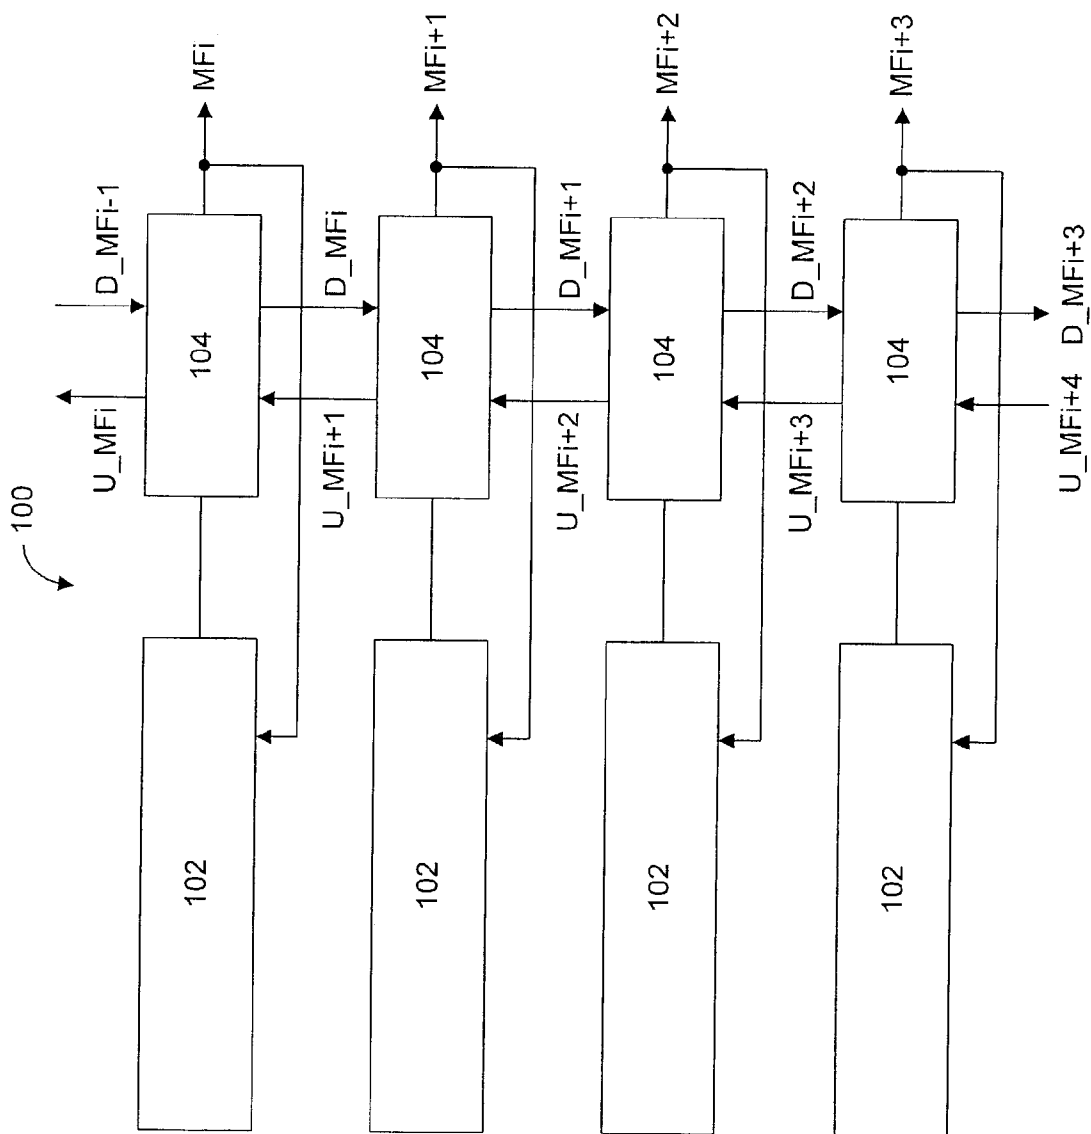 100
U_MFi
D_MFi-1
MFi
102
104
U_MFi+1
D_MFi
MFi+1
102
104
U_MFi+2
D_MFi+1
MFi+2
102
104
U_MFi+3
D_MFi+2
MFi+3
102
104
U_MFi+4
D_MFi+3